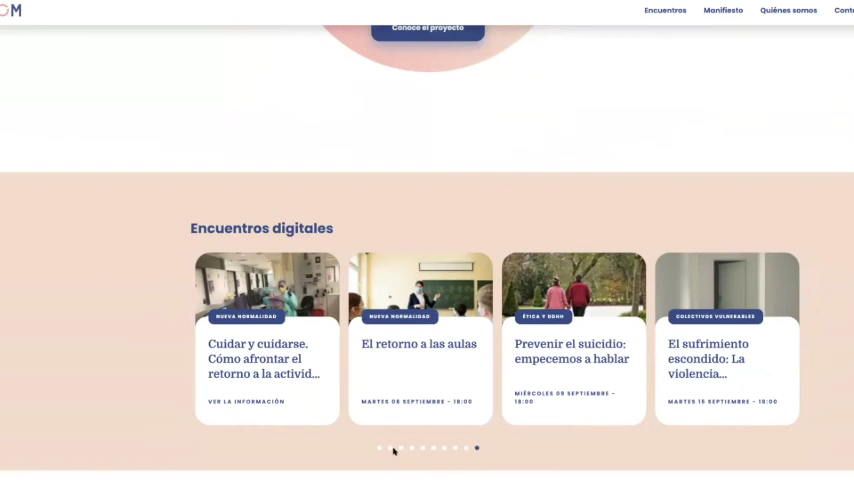 OM
Encuentros
Manifiesto
Quiénes somos
Conoce el proyecto
Encuentros digitales
NUEVA NORMALIDAD
Cuidar y cuidarse.
Cómo afrontar el
retorno a la activid...
VER LA INFORMACIÓN
NUEVA NORMALIDAD
El retorno a las aulas
MARTES 08 SEPTIEMBRE - 18:00
ÉTICA Y DDHH
Prevenir el suicidio:
empecemos a hablar
MIÉRCOLES 09 SEPTIEMBRE -
18:00
COLECTIVOS VULNERABLES
El sufrimiento
escondido: La
violencia...
MARTES 15 SEPTIEMBRE - 18:00